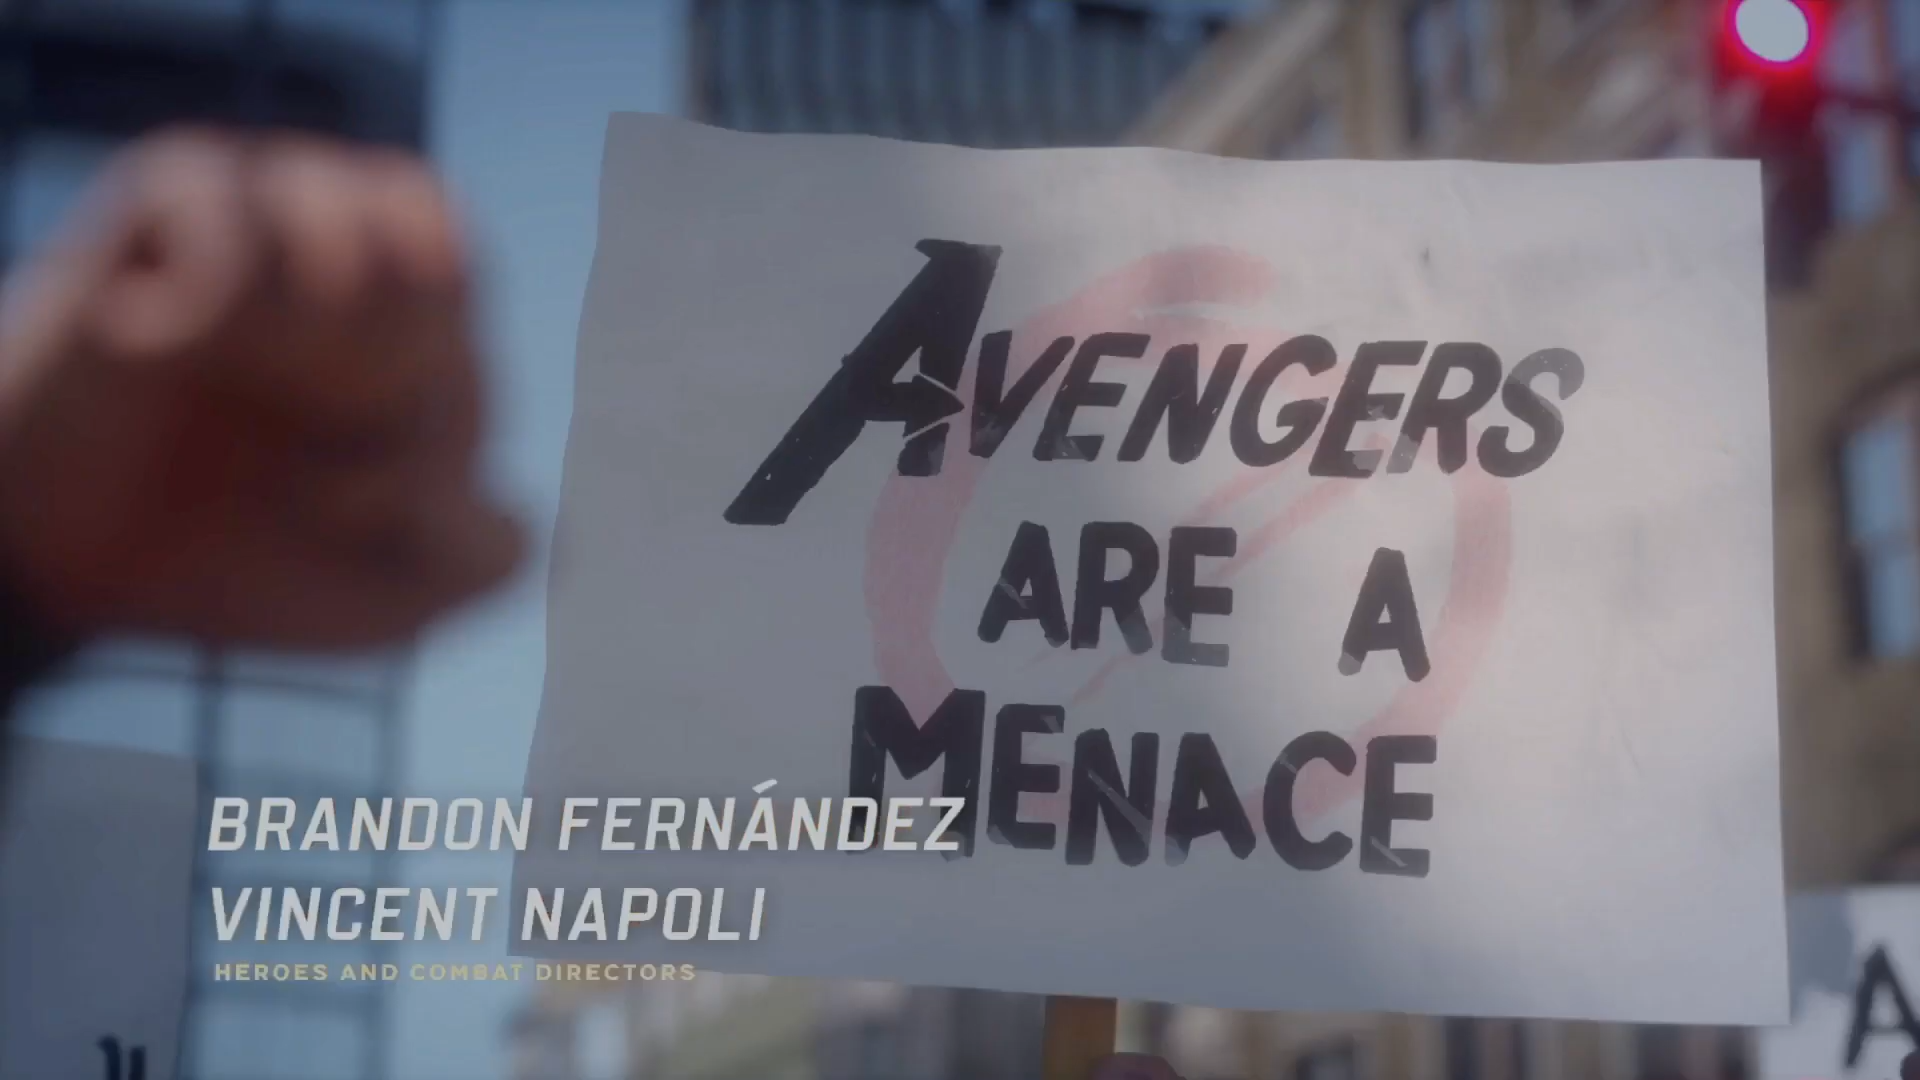 AVENGERS
ARE A
MENACE
BRANDON FERNÁNDEZ
VINCENT NAPOLI
HEROES AND COMBAT DIRECTORS
A